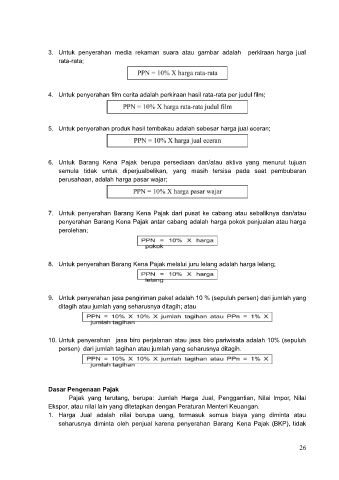 3. Untuk penyerahan media rekaman suara atau gambar adalah perkiraan harga jual
rata-rata;
PPN = 10% X harga rata-rata
4. Untuk penyerahan film cerita adalah perkiraan hasil rata-rata per judul film;
PPN = 10% X harga rata-rata judul film
5. Untuk penyerahan produk hasil tembakau adalah sebesar harga jual eceran;
PPN = 10% X harga jual eceran
6. Untuk Barang Kena Pajak berupa persediaan dan/atau aktiva yang menurut tujuan
semula tidak untuk diperjualbelikan, yang masih tersisa pada saat pembubaran
perusahaan, adalah harga pasar wajar;
PPN = 10% X harga pasar wajar
7. Untuk penyerahan Barang Kena Pajak dari pusat ke cabang atau sebaliknya dan/atau
penyerahan Barang Kena Pajak antar cabang adalah harga pokok penjualan atau harga
perolehan;
PPN = 10% X harga
pokok
8. Untuk penyerahan Barang Kena Pajak melalui juru lelang adalah harga lelang;
PPN = 10% X harga
lelang
9. Untuk penyerahan jasa pengiriman paket adalah 10 % (sepuluh persen) dari jumlah yang
ditagih atau jumlah yang seharusnya ditagih; atau
PPN = 10% X 10% X jumlah tagihan atau PPn = 1% X
jumlah tagihan
10. Untuk penyerahan jasa biro perjalanan atau jasa biro pariwisata adalah 10% (sepuluh
persen) dari jumlah tagihan atau jumlah yang seharusnya ditagih.
PPN = 10% X 10% X jumlah tagihan atau PPn = 1% X
jumlah tagihan
Dasar Pengenaan Pajak
Pajak yang terutang, berupa: Jumlah Harga Jual, Penggantian, Nilai Impor, Nilai
Ekspor, atau nilai lain yang ditetapkan dengan Peraturan Menteri Keuangan.
1. Harga Jual adalah nilai berupa uang, termasuk semua biaya yang diminta atau
seharusnya diminta oleh penjual karena penyerahan Barang Kena Pajak (BKP), tidak
26